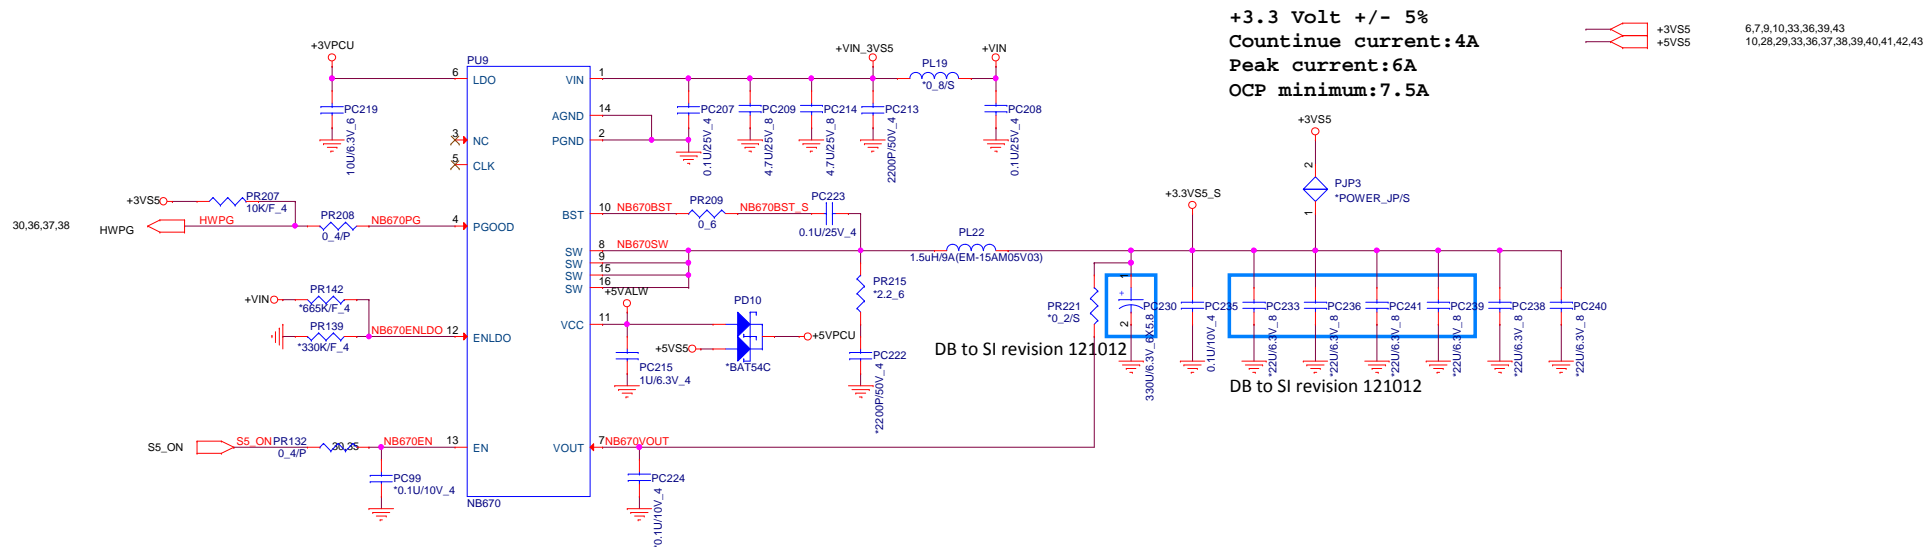 +3.3 Volt +/- 5%
Countinue current:4A
Peak current:6A
OCP minimum:7.5A
+3VS5 6,7,9,10,33,36,39,43
+5VS5 10,28,29,33,36,37,38,39,40,41,42,43
+3VPCU
PC219
10U/6.3V_6
PU9
6 LDO
3 NC
5 CLK
4 PGOOD
12 ENLDO
13 EN
NB670
VIN 1
AGND 14
PGND 2
BST 10
SW 8
SW 9
SW 15
SW 16
VCC 11
VOUT 7
+VIN_3VS5
PL19
*0_8/S
+VIN
PC207
0.1U/25V_4
PC209
4.7U/25V_8
PC214
4.7U/25V_8
PC213
2200P/50V_4
PC208
0.1U/25V_4
+3VS5
PR207
10K/F_4
30,36,37,38
HWPG
HWPG
PR208
0_4/P
NB670PG
NB670BST
PR209
0_6
NB670BST_S
PC223
0.1U/25V_4
NB670SW
PL22
1.5uH/9A(EM-15AM05V03)
PR215
*2.2_6
PC222
*2200P/50V_4
+VIN
PR142
*665K/F_4
PR139
*330K/F_4
NB670ENLDO
+5VALW
PD10
+5VS5
*BAT54C
+5VPCU
PC215
1U/6.3V_4
S5_ON
S5_ON
PR132
0_4/P
30,35
NB670EN
PC99
*0.1U/10V_4
NB670VOUT
PC224
*0.1U/10V_4
PR221
*0_2/S
1
+
2
PC230
330U/6.3V_6X5.8
DB to SI revision 121012
+3.3VS5_S
PC235
0.1U/10V_4
+3VS5
2
PJP3
*POWER_JP/S
1
PC233
*22U/6.3V_8
PC236
*22U/6.3V_8
PC241
*22U/6.3V_8
PC239
*22U/6.3V_8
PC238
*22U/6.3V_8
PC240
*22U/6.3V_8
DB to SI revision 121012